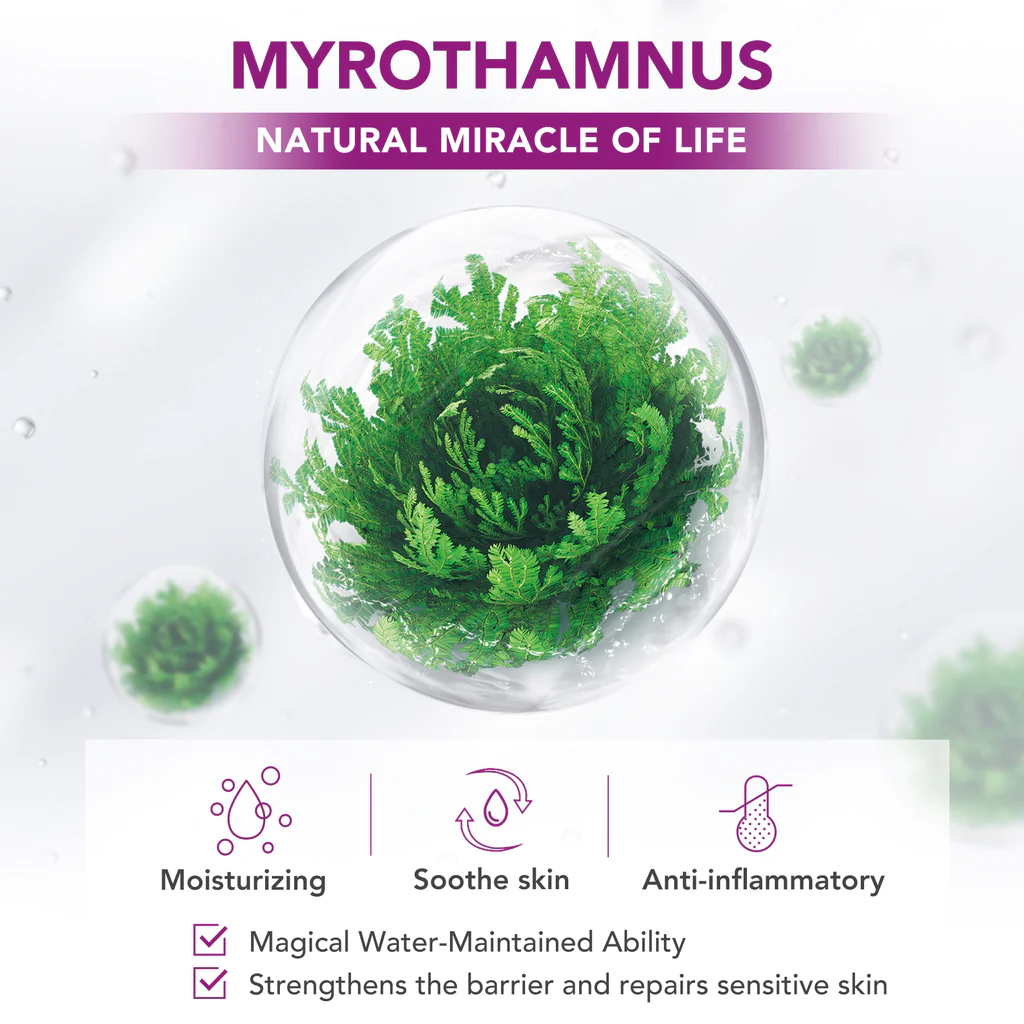 MYROTHAMNUS
NATURAL MIRACLE OF LIFE
Moisturizing
Soothe skin
Anti-inflammatory
Magical Water-Maintained Ability
Strengthens the barrier and repairs sensitive skin